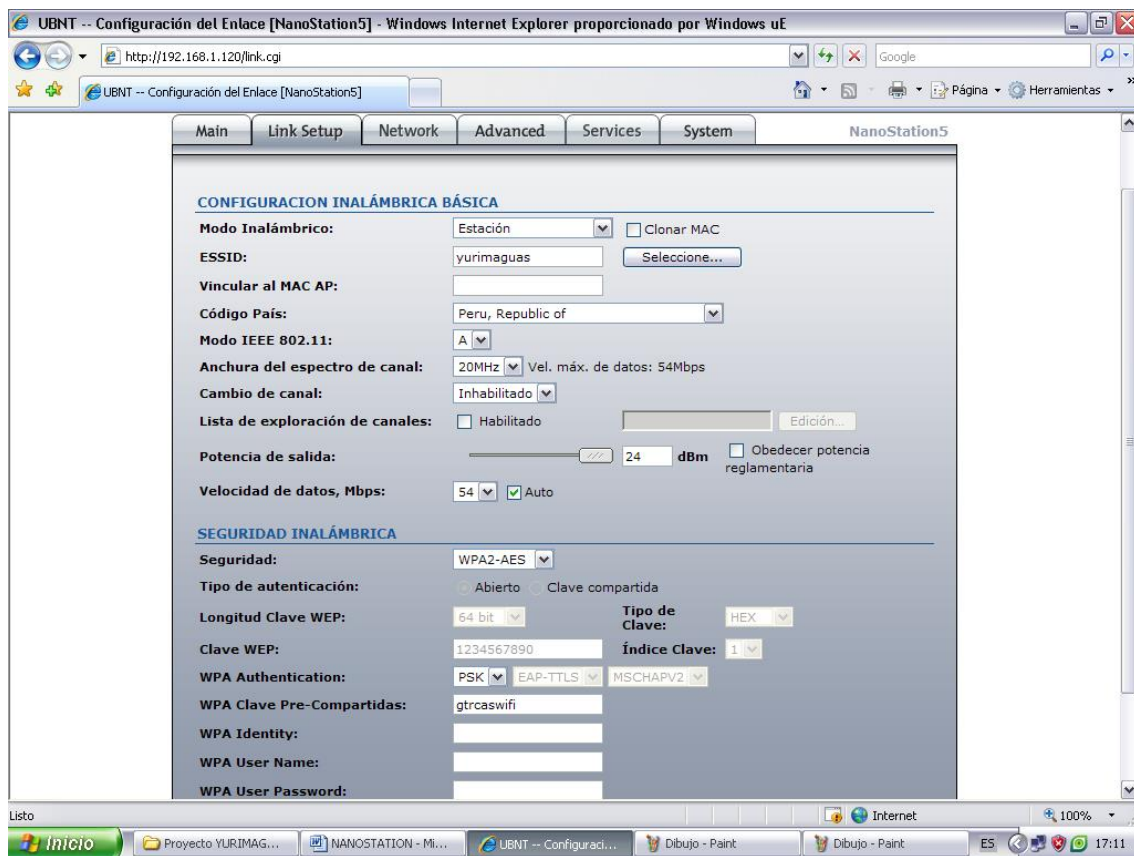 UBNT -- Configuración del Enlace [NanoStation5] - Windows Internet Explorer proporcionado por Windows uE
http://192.168.1.120/link.cgi
Google
UBNT -- Configuración del Enlace [NanoStation5]
Página
Herramientas
»
Main Link Setup Network Advanced Services System NanoStation5
CONFIGURACION INALÁMBRICA BÁSICA
Modo Inalámbrico: Estación Clonar MAC
ESSID: yurimaguas Seleccione...
Vincular al MAC AP:
Código País: Peru, Republic of
Modo IEEE 802.11: A
Anchura del espectro de canal: 20MHz Vel. máx. de datos: 54Mbps
Cambio de canal: Inhabilitado
Lista de exploración de canales: Habilitado Edición...
Potencia de salida: 24 dBm Obedecer potencia
reglamentaria
Velocidad de datos, Mbps: 54 Auto
SEGURIDAD INALÁMBRICA
Seguridad: WPA2-AES
Tipo de autenticación: Abierto Clave compartida
Longitud Clave WEP: 64 bit Tipo de
Clave: HEX
Clave WEP: 1234567890 Índice Clave: 1
WPA Authentication: PSK EAP-TTLS MSCHAPV2
WPA Clave Pre-Compartidas: gtrcaswifi
WPA Identity:
WPA User Name:
WPA User Password:
Listo Internet 100%
Inicio Proyecto YURIMAG... NANOSTATION - Mi... UBNT -- Configuraci... Dibujo - Paint Dibujo - Paint ES 17:11